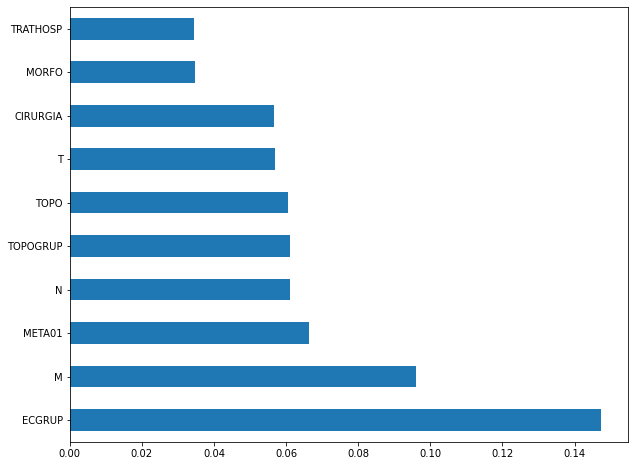 TRATHOSP
MORFO
CIRURGIA
T
TOPO
TOPOGRUP
N
META01
M
ECGRUP
0.00 0.02 0.04 0.06 0.08 0.10 0.12 0.14